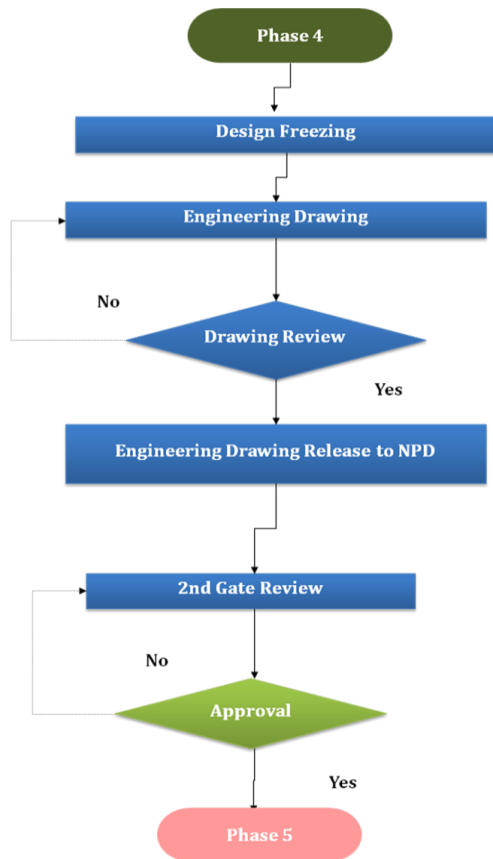 Phase 4
Design Freezing
Engineering Drawing
No
Drawing Review
Yes
Engineering Drawing Release to NPD
2nd Gate Review
No
Approval
Yes
Phase 5